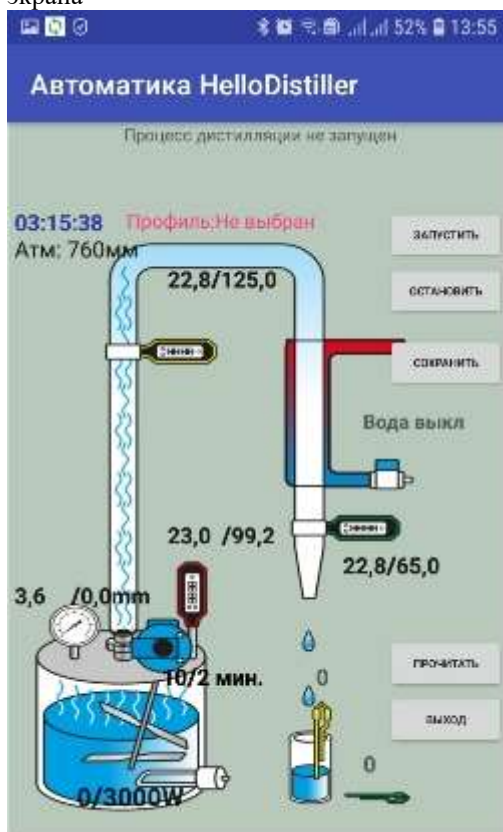 экрана
52% 13:55
Автоматика HelloDistiller
Процесс дистилляции не запущен
03:15:38 Профиль:Не выбран
ЗАПУСТИТЬ
Атм: 760мм
22,8/125,0
ОСТАНОВИТЬ
СОХРАНИТЬ
Вода выкл
23,0 /99,2
22,8/65,0
3,6 /0,0mm
ПРОЧИТАТЬ
10/2 мин.
0
ВЫХОД
0
0/3000W